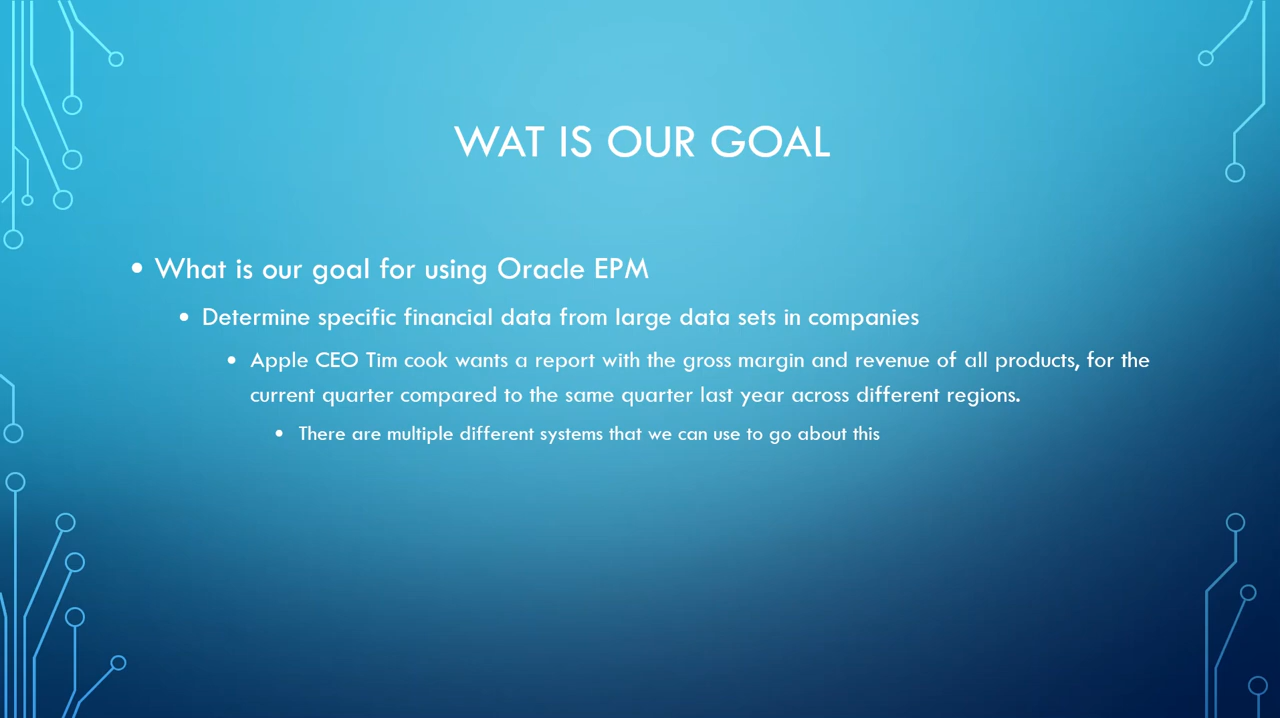 WAT IS OUR GOAL
• What is our goal for using Oracle EPM
• Determine specific financial data from large data sets in companies
• Apple CEO Tim cook wants a report with the gross margin and revenue of all products, for the
current quarter compared to the same quarter last year across different regions.
• There are multiple different systems that we can use to go about this